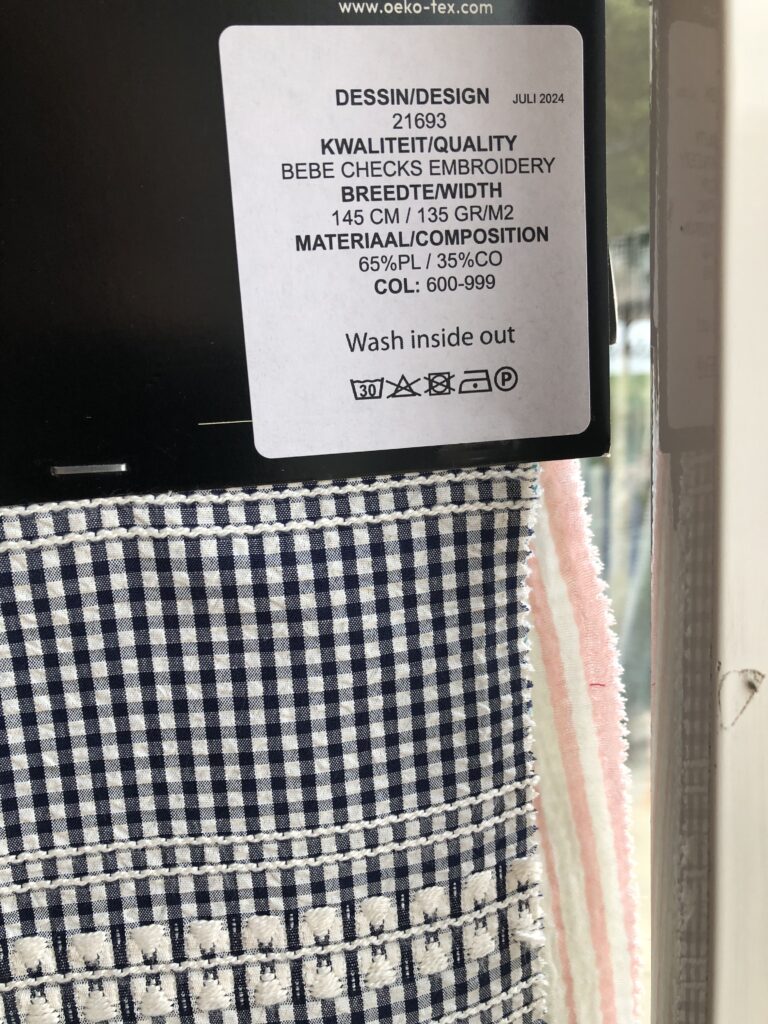 www.oeko-tex.com
DESSIN/DESIGN JULI 2024
21693
KWALITEIT/QUALITY
BEBE CHECKS EMBROIDERY
BREEDTE/WIDTH
145 CM / 135 GR/M2
MATERIAAL/COMPOSITION
65%PL / 35%CO
COL: 600-999
Wash inside out
30 P